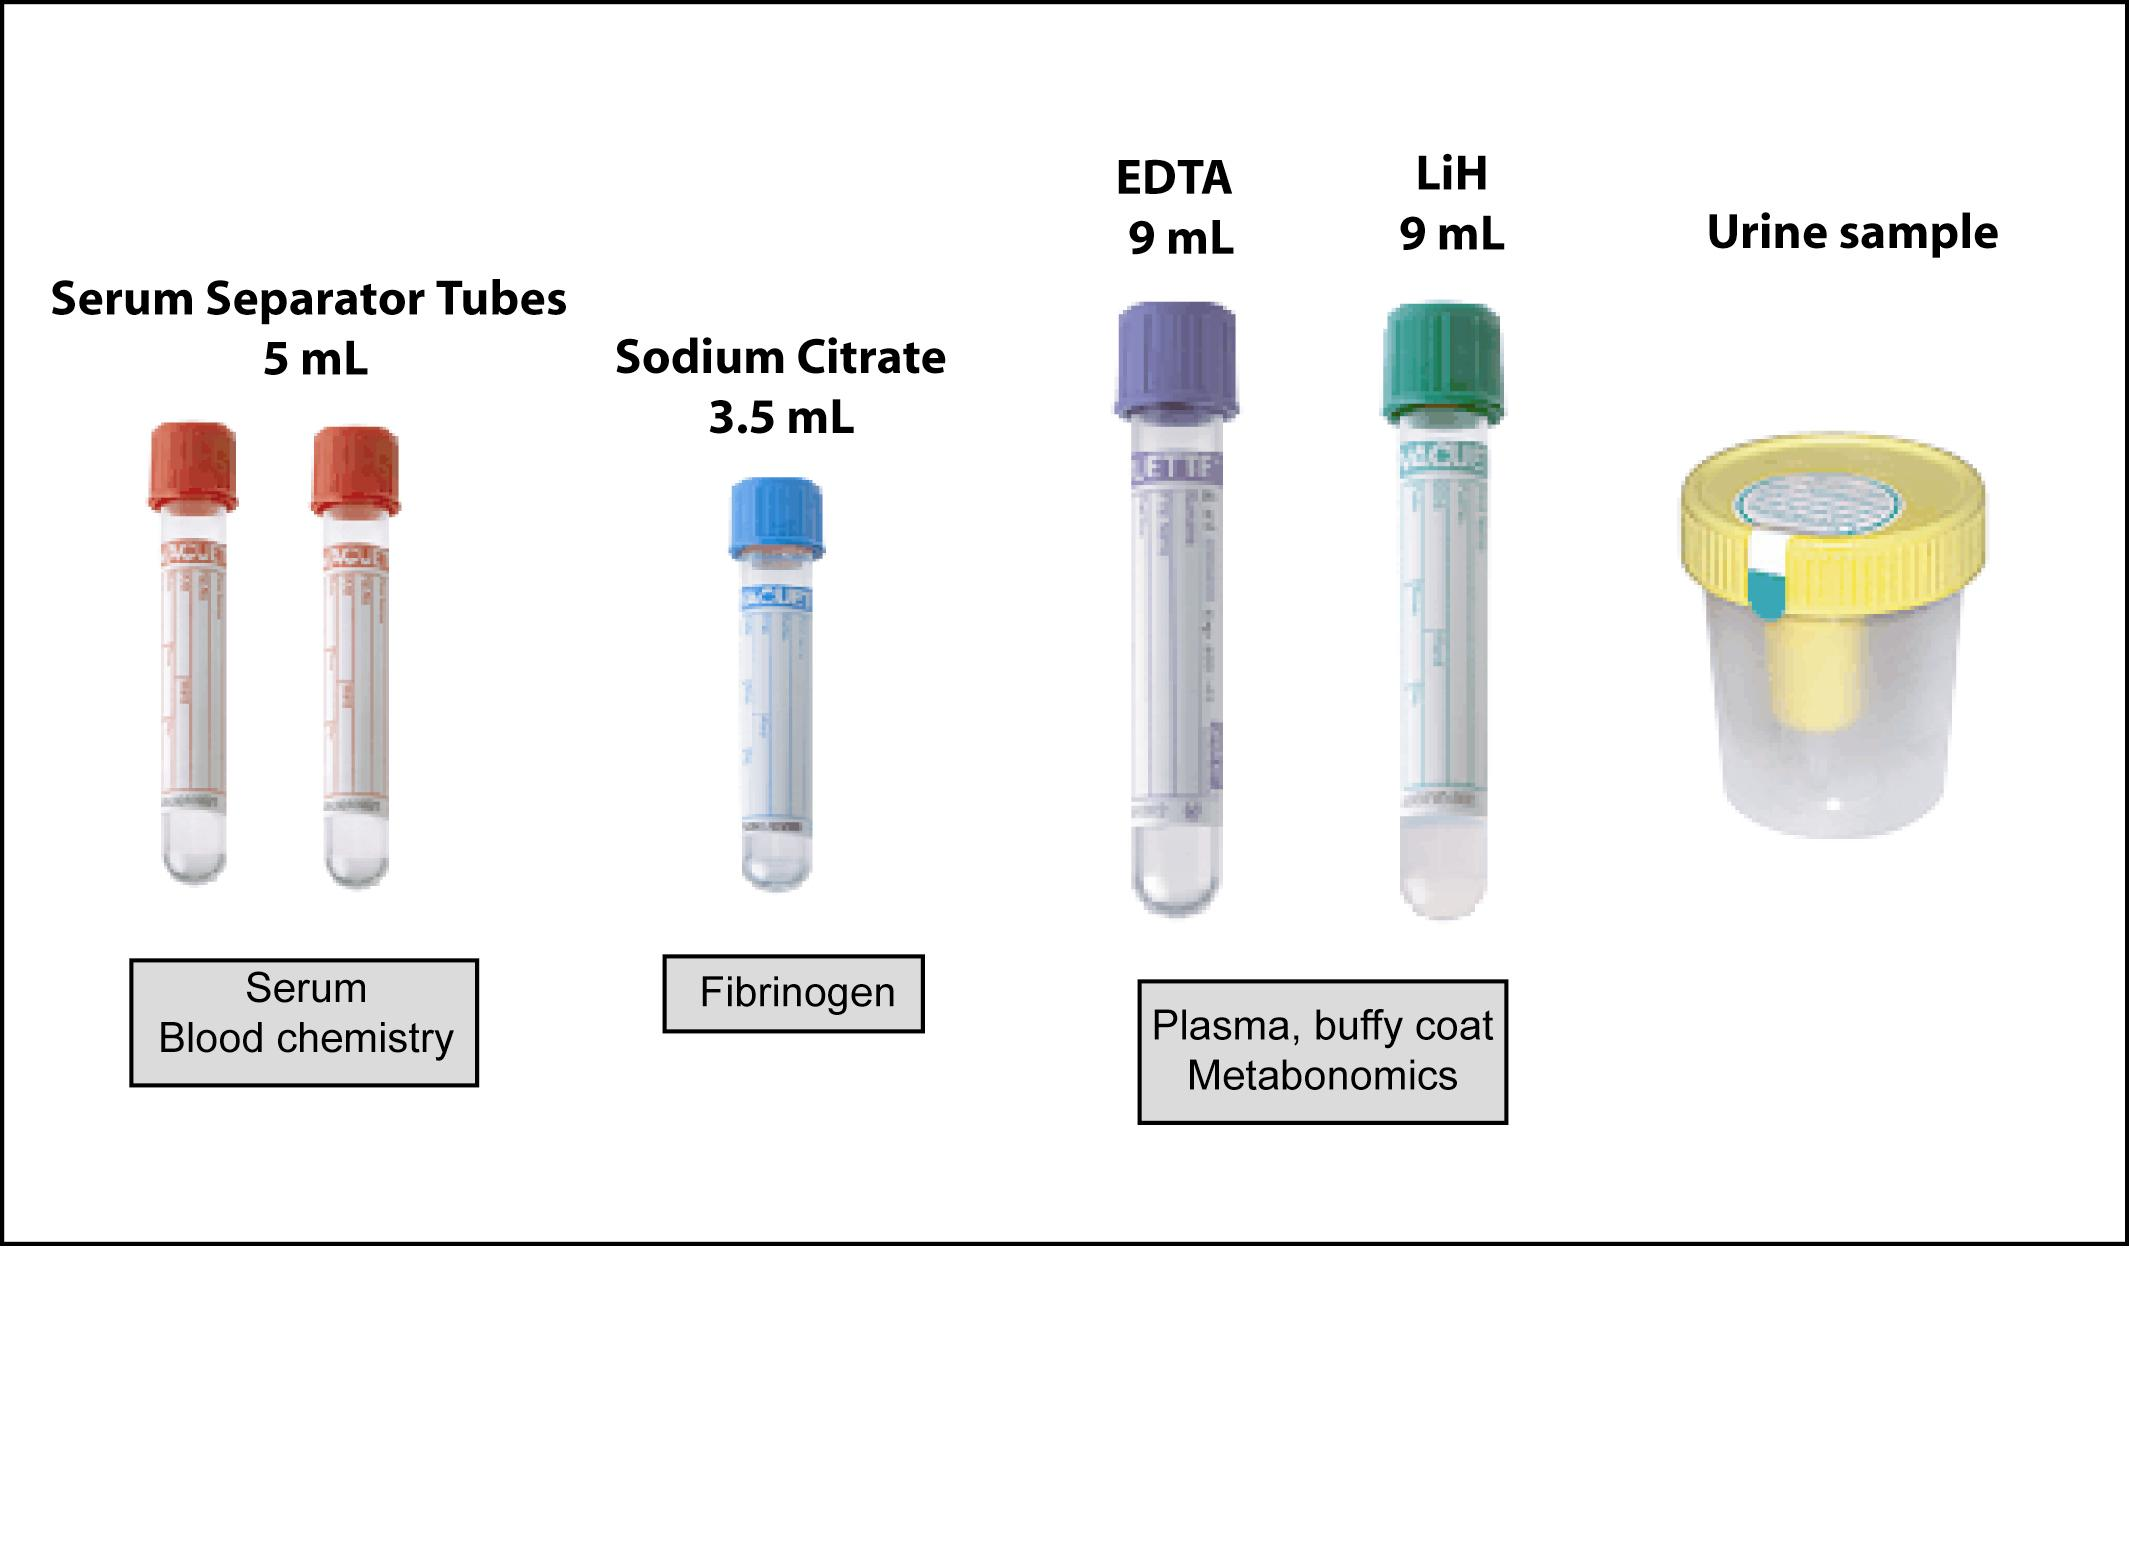 Serum Separator Tubes
5 mL
Sodium Citrate
3.5 mL
EDTA
9 mL
LiH
9 mL
Urine sample
Serum
Blood chemistry
Fibrinogen
Plasma, buffy coat
Metabonomics